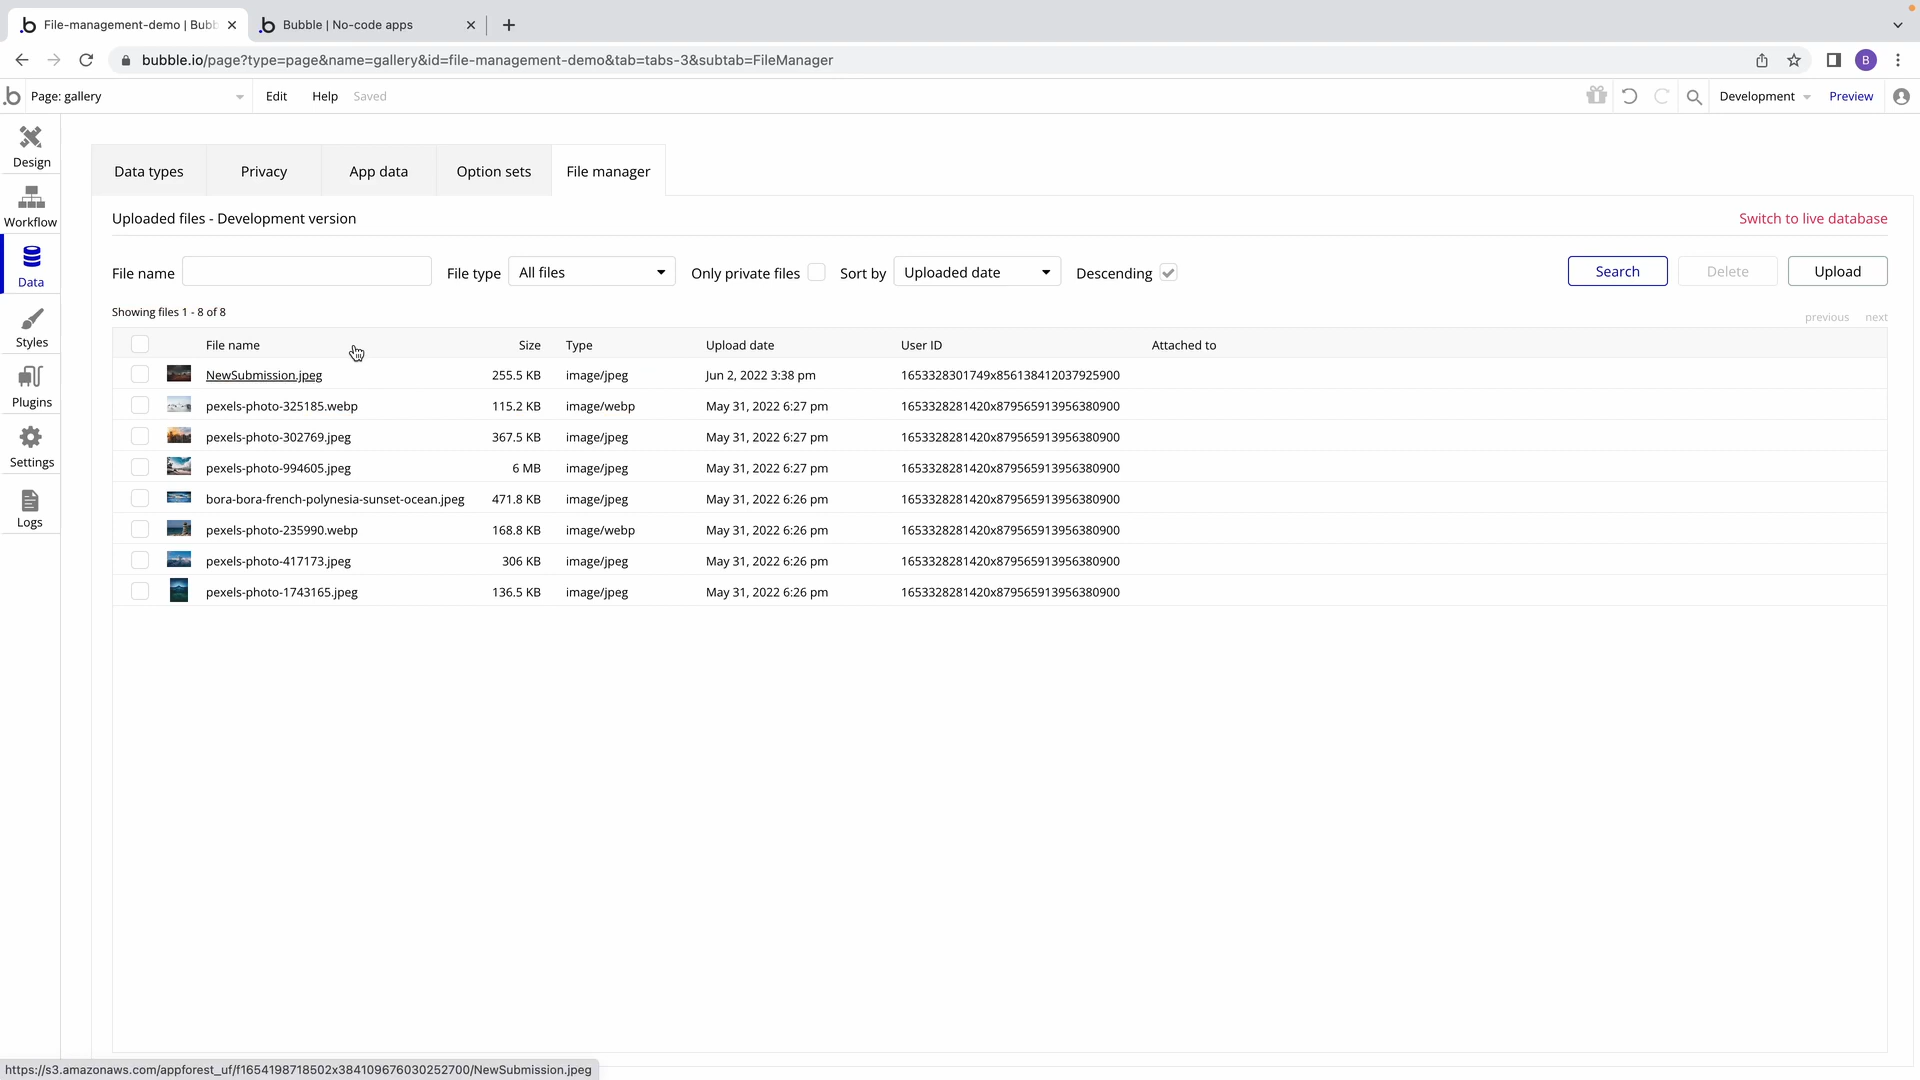 File-management-demo | Bubb
Bubble | No-code apps
bubble.io/page?type=page&name=gallery&id=file-management-demo&tab=tabs-3&subtab=FileManager
B
Page: gallery
Edit
Help
Saved
Development
Preview
Design
Workflow
Data
Styles
Plugins
Settings
Logs
Data types
Privacy
App data
Option sets
File manager
Uploaded files - Development version
Switch to live database
File name
File type
All files
Only private files
Sort by
Uploaded date
Descending
Search
Delete
Upload
Showing files 1 - 8 of 8
previous next
File name Size Type Upload date User ID Attached to
NewSubmission.jpeg 255.5 KB image/jpeg Jun 2, 2022 3:38 pm 1653328301749x856138412037925900
pexels-photo-325185.webp 115.2 KB image/webp May 31, 2022 6:27 pm 1653328281420x879565913956380900
pexels-photo-302769.jpeg 367.5 KB image/jpeg May 31, 2022 6:27 pm 1653328281420x879565913956380900
pexels-photo-994605.jpeg 6 MB image/jpeg May 31, 2022 6:27 pm 1653328281420x879565913956380900
bora-bora-french-polynesia-sunset-ocean.jpeg 471.8 KB image/jpeg May 31, 2022 6:26 pm 1653328281420x879565913956380900
pexels-photo-235990.webp 168.8 KB image/webp May 31, 2022 6:26 pm 1653328281420x879565913956380900
pexels-photo-417173.jpeg 306 KB image/jpeg May 31, 2022 6:26 pm 1653328281420x879565913956380900
pexels-photo-1743165.jpeg 136.5 KB image/jpeg May 31, 2022 6:26 pm 1653328281420x879565913956380900
https://s3.amazonaws.com/appforest_uf/f1654198718502x384109676030252700/NewSubmission.jpeg